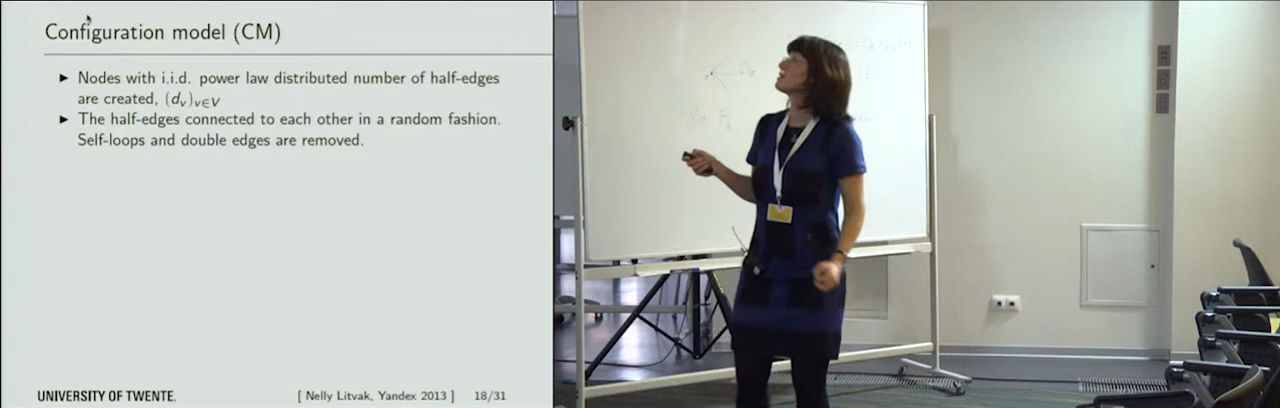 Configuration model (CM)
▶ Nodes with i.i.d. power law distributed number of half-edges
are created, (d_v)_{v∈V}
▶ The half-edges connected to each other in a random fashion.
Self-loops and double edges are removed.
UNIVERSITY OF TWENTE.
[ Nelly Litvak, Yandex 2013 ] 18/31